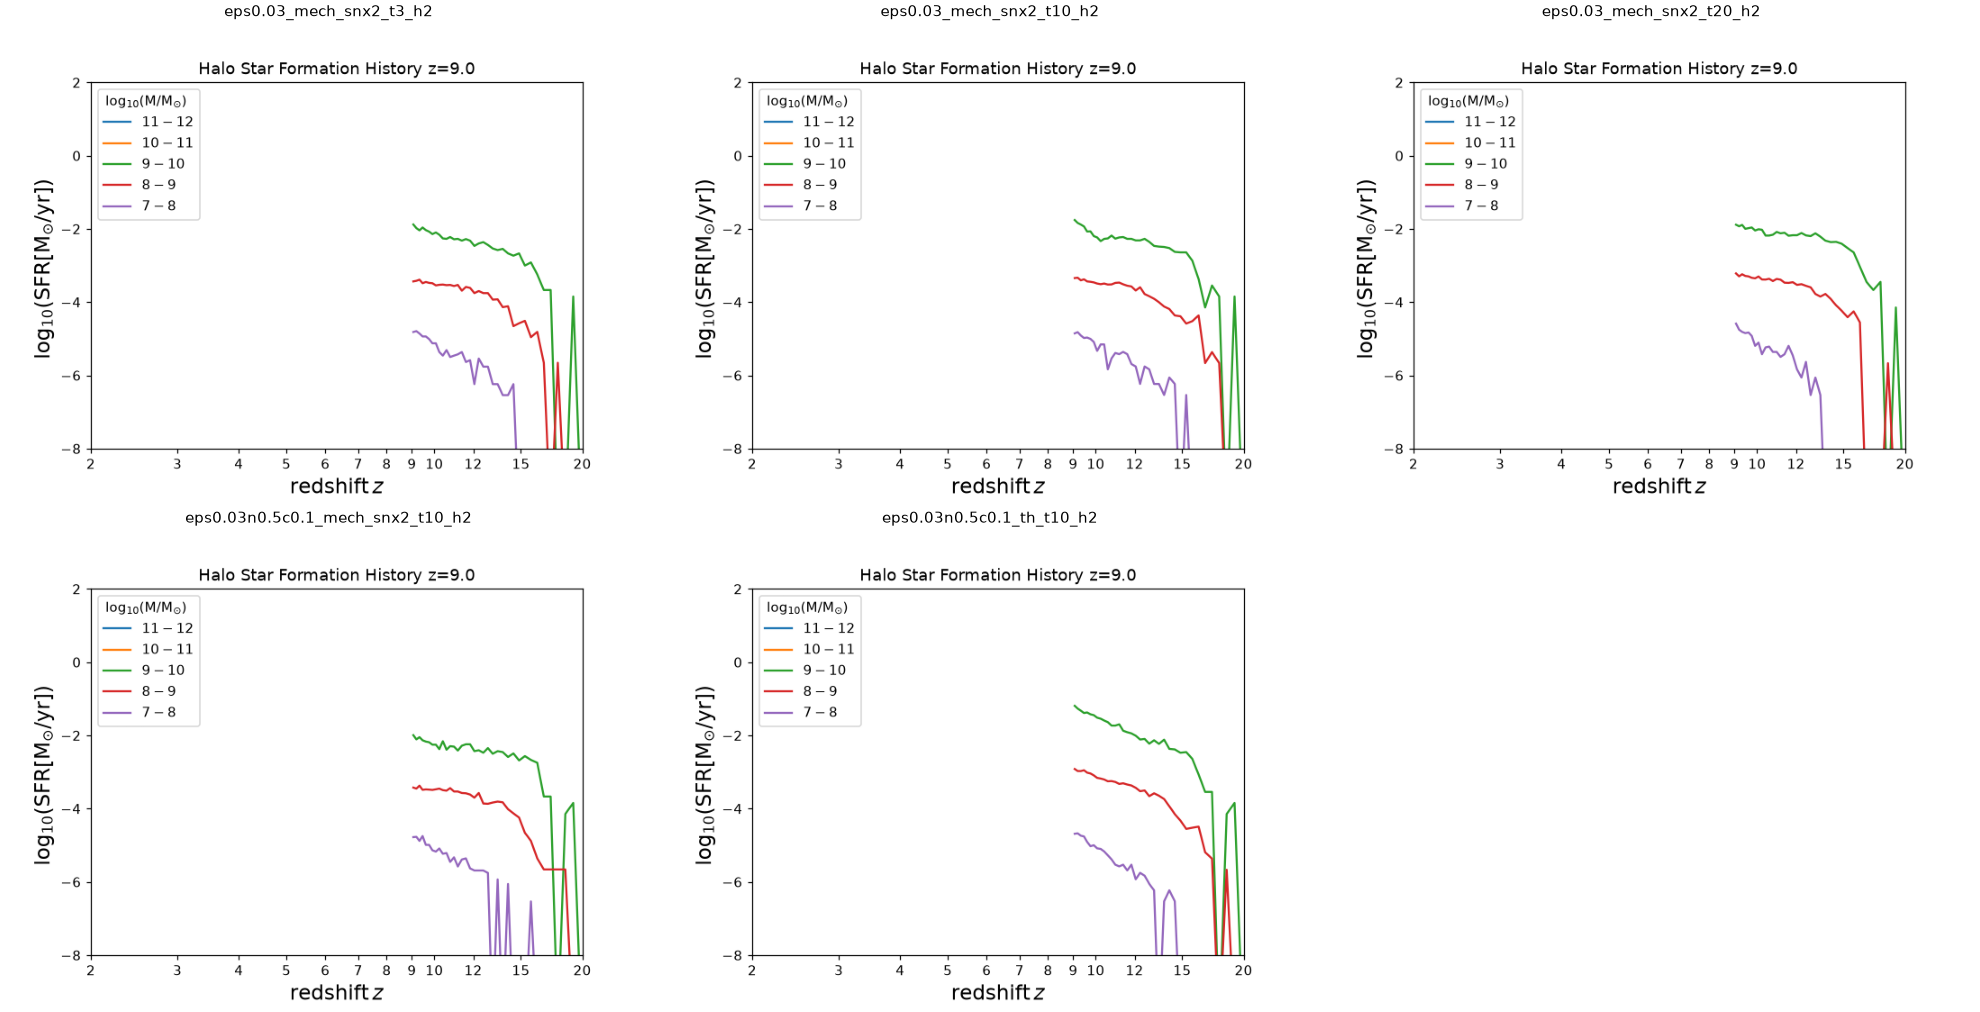 eps0.03_mech_snx2_t3_h2
Halo Star Formation History z=9.0
log₁₀(SFR[M⊙/yr])
2
0
−2
−4
−6
−8
log₁₀(M/M⊙)
11 − 12
10 − 11
9 − 10
8 − 9
7 − 8
2 3 4 5 6 7 8 9 10 12 15 20
redshift z
eps0.03_mech_snx2_t10_h2
Halo Star Formation History z=9.0
log₁₀(SFR[M⊙/yr])
2
0
−2
−4
−6
−8
log₁₀(M/M⊙)
11 − 12
10 − 11
9 − 10
8 − 9
7 − 8
2 3 4 5 6 7 8 9 10 12 15 20
redshift z
eps0.03_mech_snx2_t20_h2
Halo Star Formation History z=9.0
log₁₀(SFR[M⊙/yr])
2
0
−2
−4
−6
−8
log₁₀(M/M⊙)
11 − 12
10 − 11
9 − 10
8 − 9
7 − 8
2 3 4 5 6 7 8 9 10 12 15 20
redshift z
eps0.03n0.5c0.1_mech_snx2_t10_h2
Halo Star Formation History z=9.0
log₁₀(SFR[M⊙/yr])
2
0
−2
−4
−6
−8
log₁₀(M/M⊙)
11 − 12
10 − 11
9 − 10
8 − 9
7 − 8
2 3 4 5 6 7 8 9 10 12 15 20
redshift z
eps0.03n0.5c0.1_th_t10_h2
Halo Star Formation History z=9.0
log₁₀(SFR[M⊙/yr])
2
0
−2
−4
−6
−8
log₁₀(M/M⊙)
11 − 12
10 − 11
9 − 10
8 − 9
7 − 8
2 3 4 5 6 7 8 9 10 12 15 20
redshift z